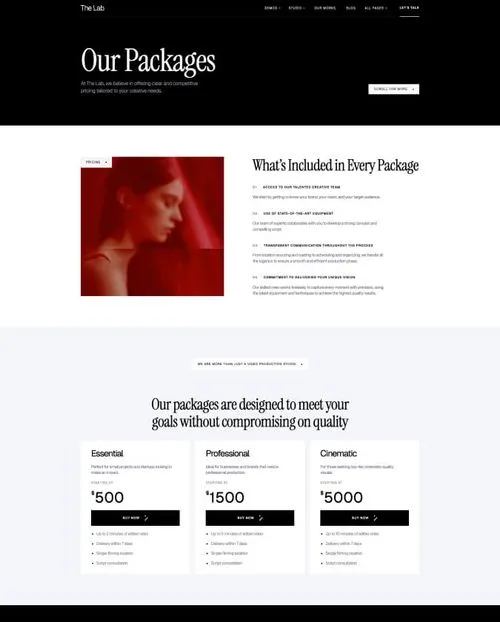 The Lab
DEMOS STUDIO OUR WORKS BLOG ALL PAGES LET'S TALK
Our Packages
At The Lab, we believe in offering clear and competitive
pricing tailored to your creative needs.
SCROLL FOR MORE
PRICING
What's Included in Every Package
01. ACCESS TO OUR TALENTED CREATIVE TEAM
We start by getting to know your brand, your vision, and your target audience.
02. USE OF STATE-OF-THE-ART EQUIPMENT
Our team of experts collaborates with you to develop a strong concept and
compelling script.
03. TRANSPARENT COMMUNICATION THROUGHOUT THE PROCESS
From location scouting and casting to scheduling and organizing, we handle all
the logistics to ensure a smooth and efficient production phase.
04. COMMITMENT TO DELIVERING YOUR UNIQUE VISION
Our skilled crew works tirelessly to capture every moment with precision, using
the latest equipment and techniques to achieve the highest quality results.
WE ARE MORE THAN JUST A VIDEO PRODUCTION STUDIO
Our packages are designed to meet your
goals without compromising on quality
Essential
Perfect for small projects and startups looking to
make an impact.
STARTING AT
$500
BUY NOW
Up to 2 minutes of edited video
Delivery within 7 days
Simple filming location
Script consultation
Professional
Ideal for businesses and brands that need a
professional production.
STARTING AT
$1500
BUY NOW
Up to 5 minutes of edited video
Delivery within 7 days
Simple filming location
Script consultation
Cinematic
For those seeking top-tier, cinematic-quality
visuals.
STARTING AT
$5000
BUY NOW
Up to 10 minutes of edited video
Delivery within 7 days
Simple filming location
Script consultation